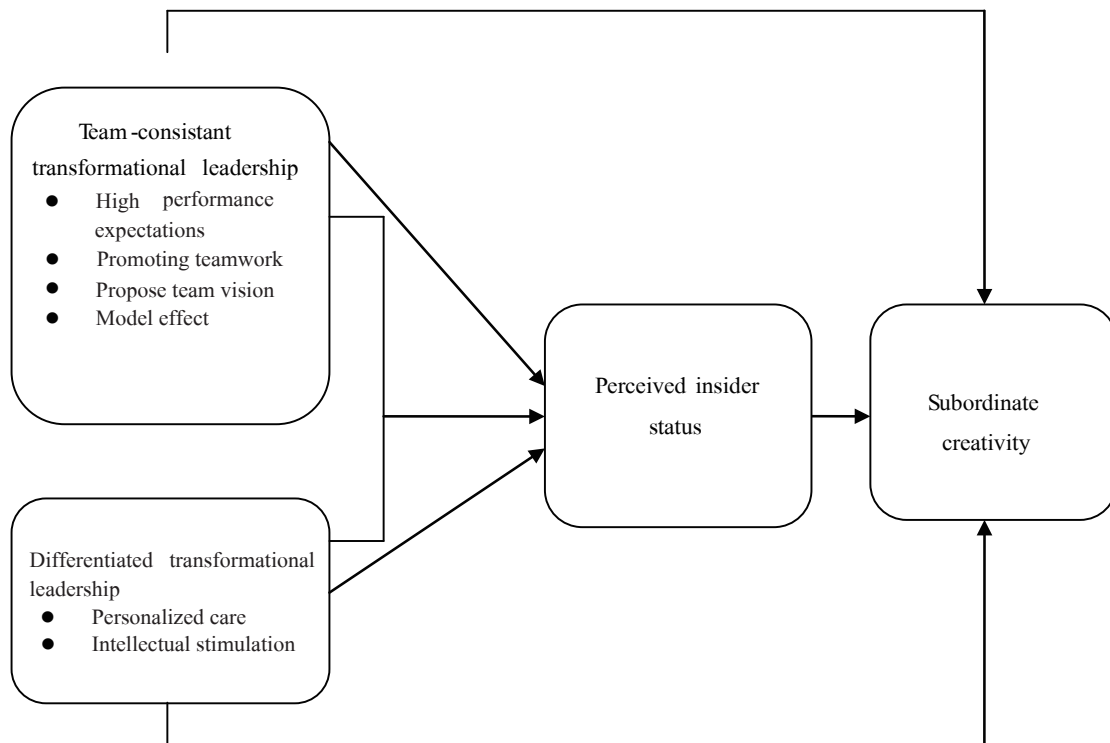 Team-consistant
transformational leadership
● High performance
expectations
● Promoting teamwork
● Propose team vision
● Model effect
Perceived insider
status
Subordinate
creativity
Differentiated transformational
leadership
● Personalized care
● Intellectual stimulation